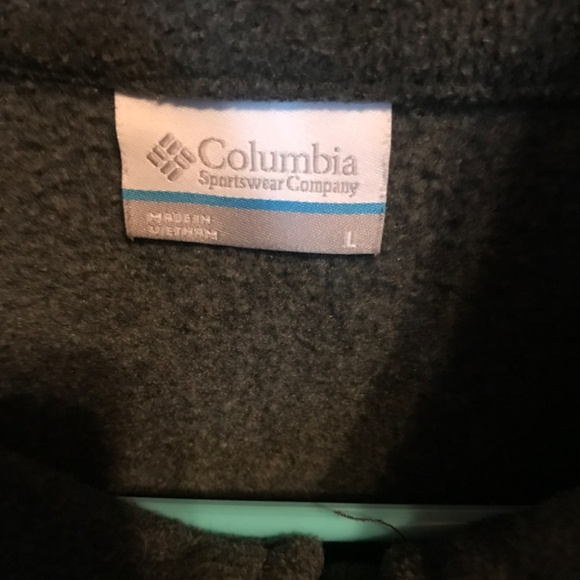 Columbia
Sportswear Company
MADE IN
VIETNAM
L